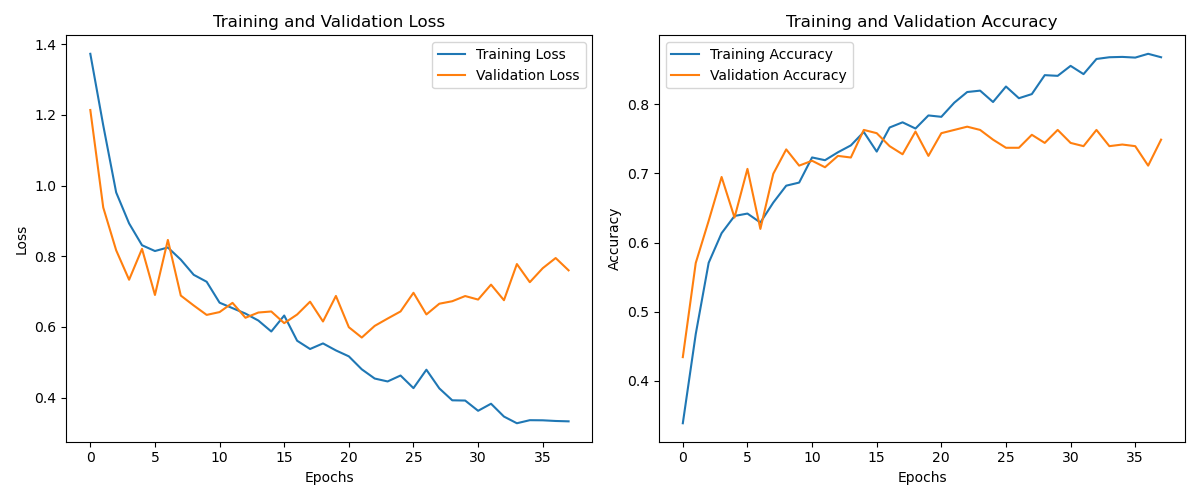 Training and Validation Loss
Training Loss
Validation Loss
1.4
1.2
1.0
0.8
0.6
0.4
Loss
0
5
10
15
20
25
30
35
Epochs
Training and Validation Accuracy
Training Accuracy
Validation Accuracy
0.8
0.7
0.6
0.5
0.4
Accuracy
0
5
10
15
20
25
30
35
Epochs